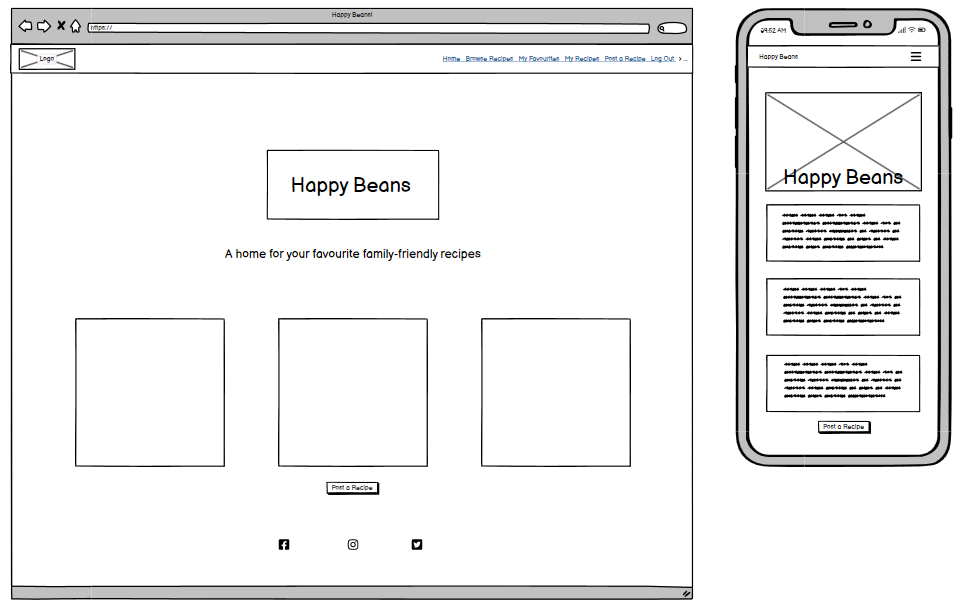 Happy Beans!
https://
Logo
Home Browse Recipes My Favourites My Recipes Post a Recipe Log Out > ...
Happy Beans
A home for your favourite family-friendly recipes
Post a Recipe
09:52 AM
Happy Beans
Happy Beans
Post a Recipe